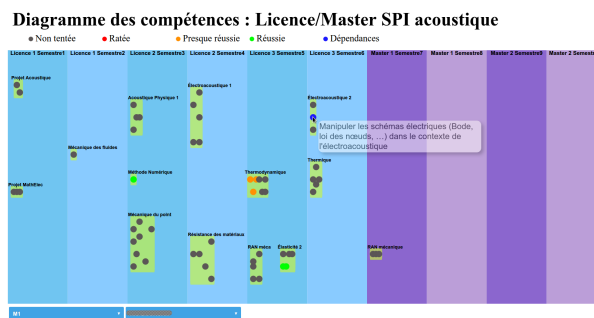 Diagramme des compétences : Licence/Master SPI acoustique
Non tentée Ratée Presque réussie Réussie Dépendances
Licence 1 Semestre1 Licence 1 Semestre2 Licence 2 Semestre3 Licence 2 Semestre4 Licence 3 Semestre5 Licence 3 Semestre6 Master 1 Semestre7 Master 1 Semestre8 Master 2 Semestre9 Master 2 Semest
Projet Acoustique
Électroacoustique 1
Acoustique Physique 1
Électroacoustique 2
Manipuler les schémas électriques (Bode,
loi des nœuds, ...) dans le contexte de
l'électroacoustique
Mécanique des fluides
Thermique
Méthode Numérique
Thermodynamique
Projet MathElec
Mécanique du point
Résistance des matériaux
RAN méca
Élasticité 2
RAN mécanique
M1